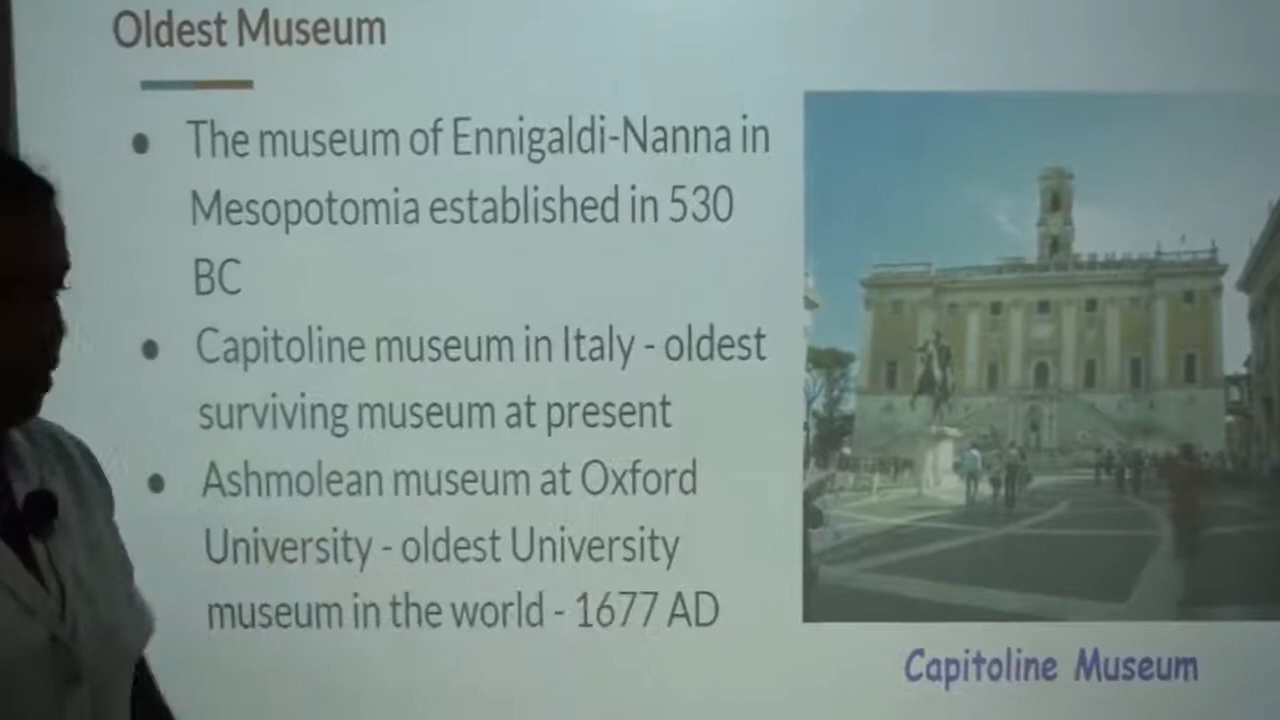 Oldest Museum
● The museum of Ennigaldi-Nanna in
Mesopotomia established in 530
BC
● Capitoline museum in Italy - oldest
surviving museum at present
● Ashmolean museum at Oxford
University - oldest University
museum in the world - 1677 AD
Capitoline Museum